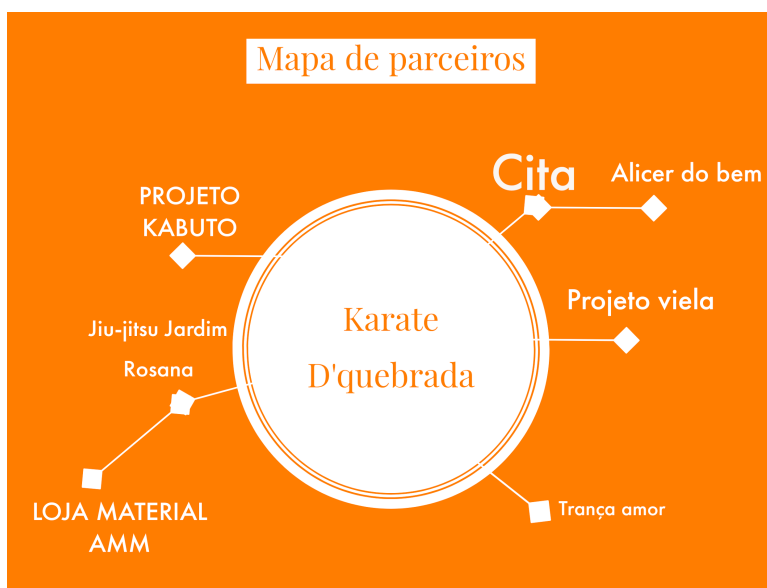 Mapa de parceiros
Cita
Alicer do bem
PROJETO
KABUTO
Projeto viela
Karate
D'quebrada
Jiu-jitsu Jardim
Rosana
LOJA MATERIAL
AMM
Trança amor